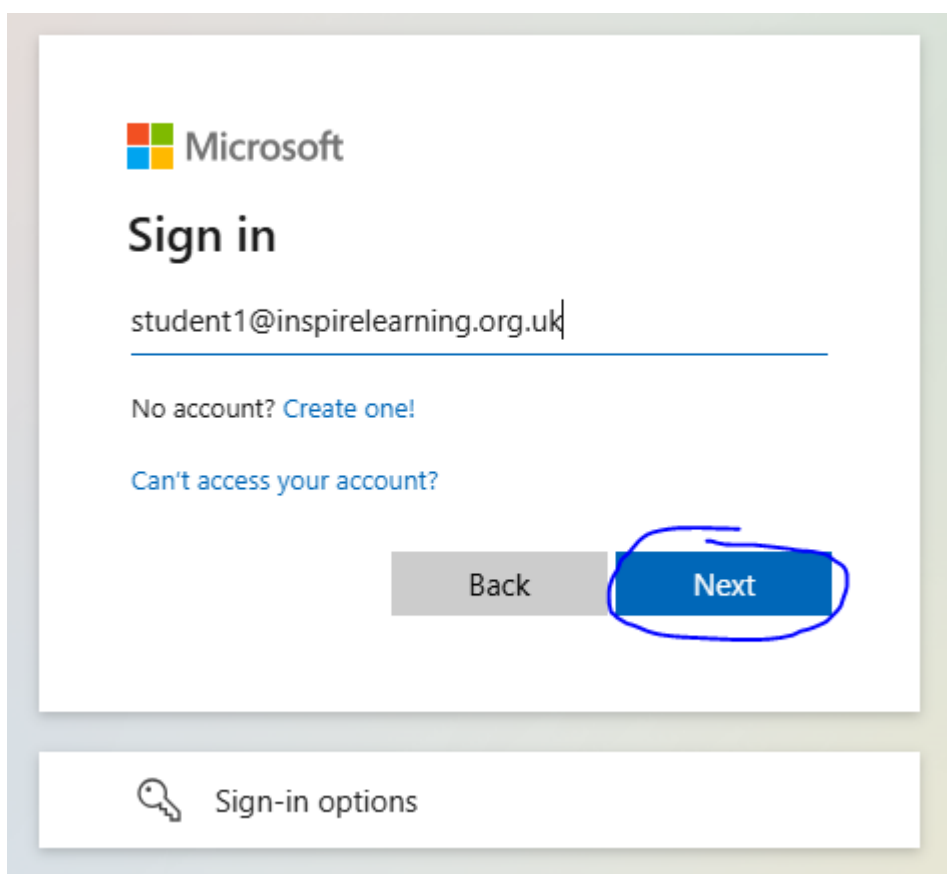 Microsoft
Sign in
student1@inspirelearning.org.uk
No account? Create one!
Can't access your account?
Back Next
Sign-in options